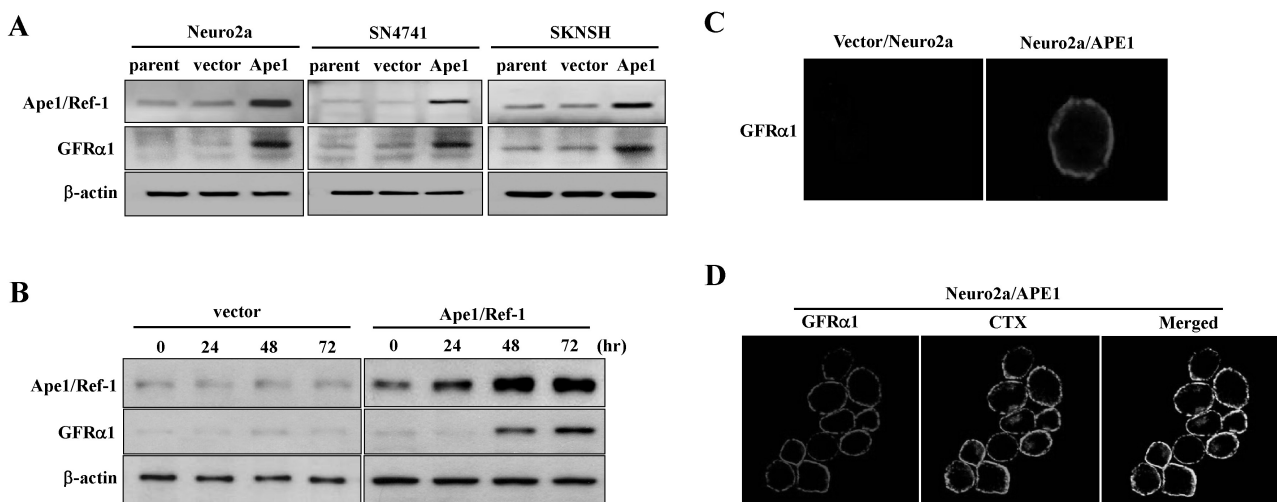 A
Neuro2a SN4741 SKNSH
parent vector Ape1 parent vector Ape1 parent vector Ape1
Ape1/Ref-1
GFRα1
β-actin
B
vector Ape1/Ref-1
0 24 48 72 0 24 48 72 (hr)
Ape1/Ref-1
GFRα1
β-actin
C
Vector/Neuro2a Neuro2a/APE1
GFRα1
D
Neuro2a/APE1
GFRα1 CTX Merged